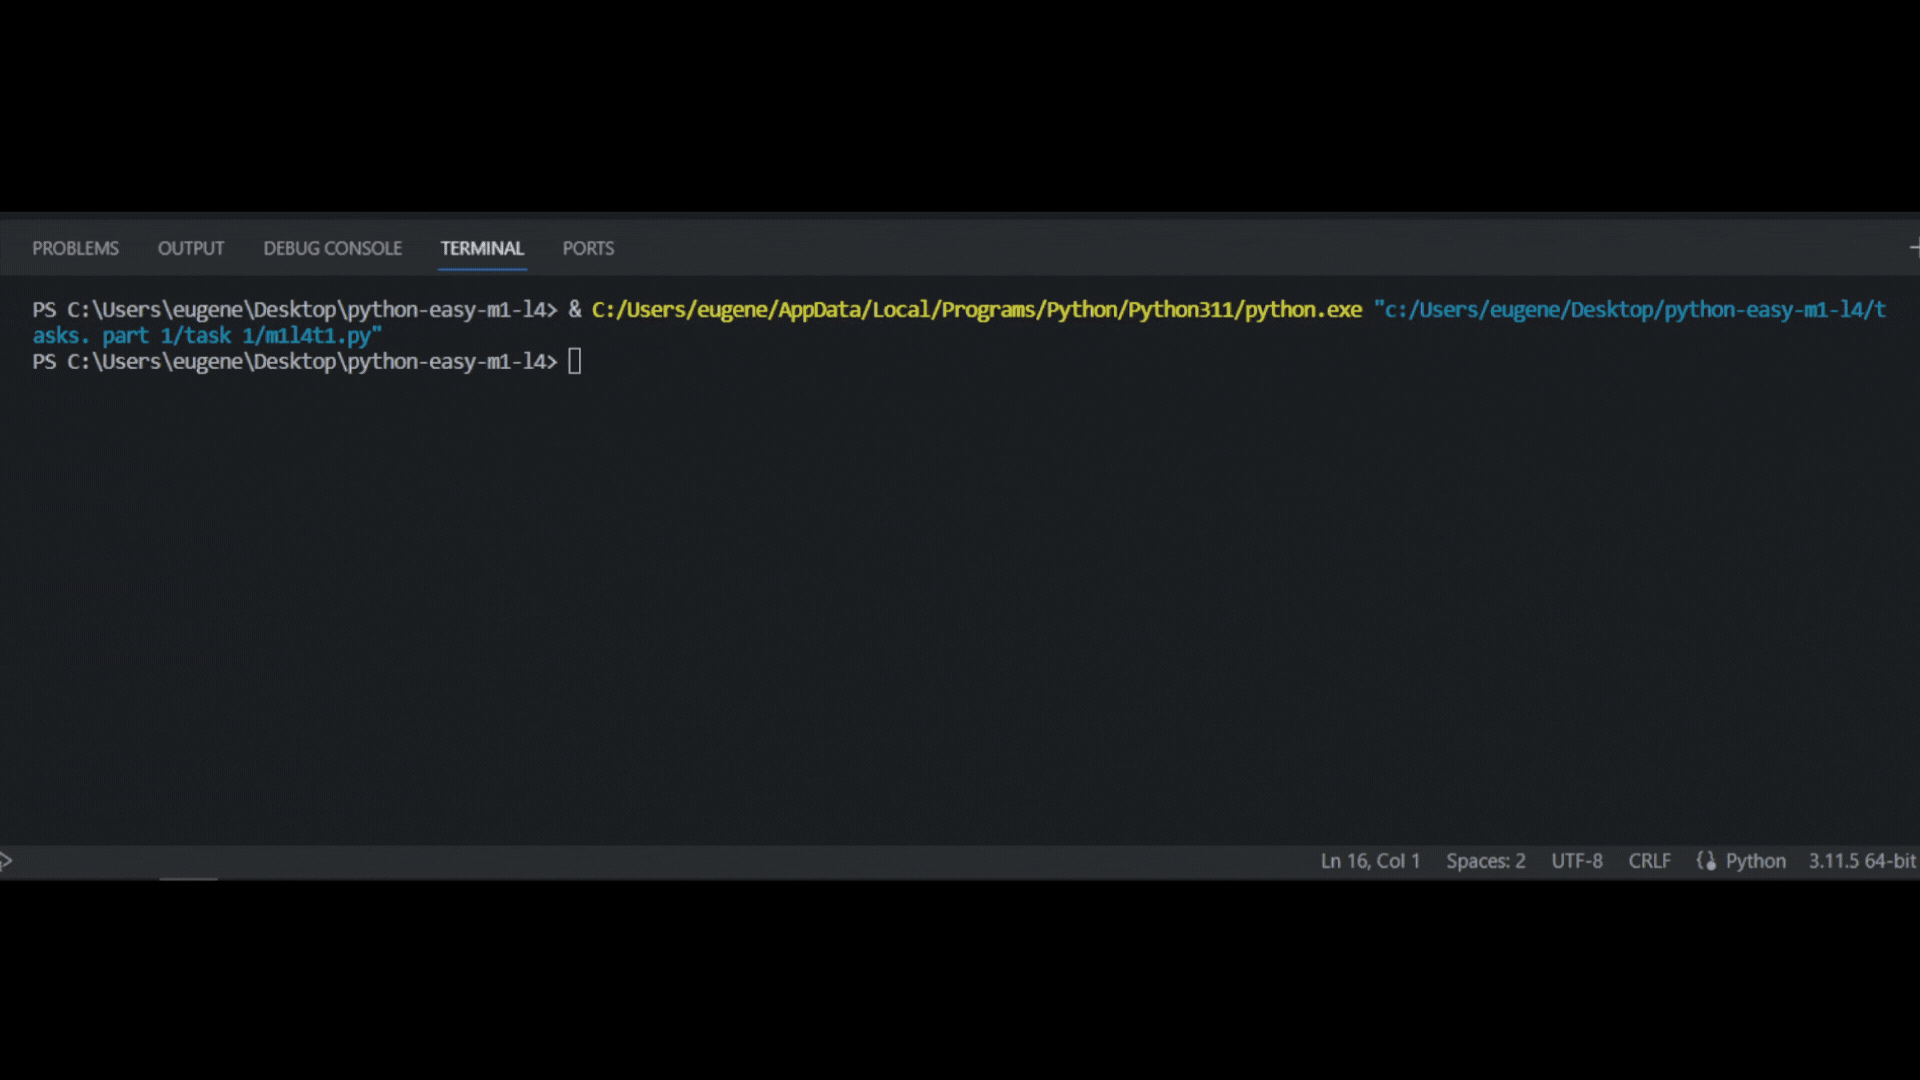 PROBLEMS OUTPUT DEBUG CONSOLE TERMINAL PORTS
PS C:\Users\eugene\Desktop\python-easy-m1-l4> & C:/Users/eugene/AppData/Local/Programs/Python/Python311/python.exe "c:/Users/eugene/Desktop/python-easy-m1-l4/t
asks. part 1/task 1/m1l4t1.py"
PS C:\Users\eugene\Desktop\python-easy-m1-l4>
Ln 16, Col 1 Spaces: 2 UTF-8 CRLF Python 3.11.5 64-bit